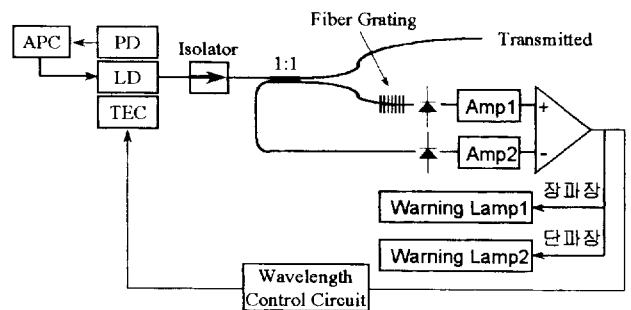 Fiber Grating
APC
PD
Isolator
1:1
Transmitted
LD
TEC
Amp1
+
Amp2
-
장파장
Warning Lamp1
단파장
Warning Lamp2
Wavelength
Control Circuit